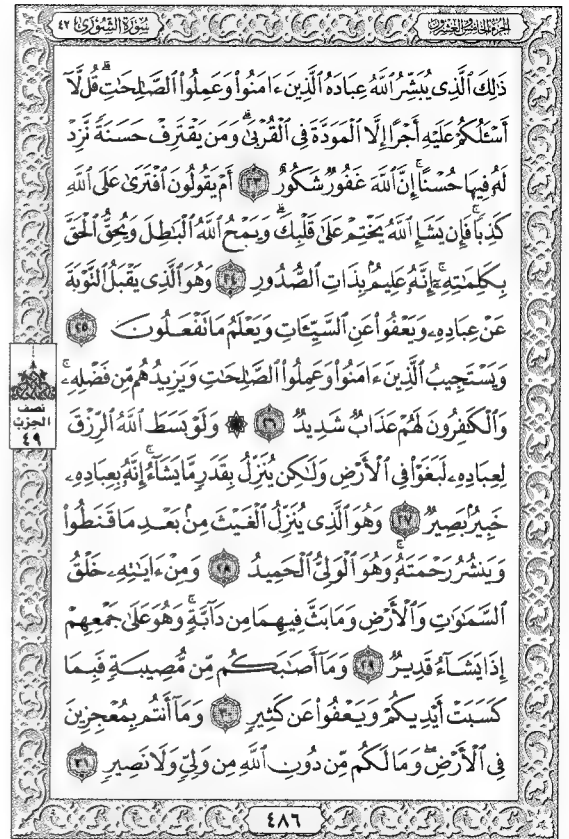 سُورَةُ الشُّورَىٰ ٤٢
الجُزءُ الخَامِسُ وَالعِشرُونَ
ذَٰلِكَ ٱلَّذِى يُبَشِّرُ ٱللَّهُ عِبَادَهُ ٱلَّذِينَ ءَامَنُوا۟ وَعَمِلُوا۟ ٱلصَّـٰلِحَـٰتِ ۗ قُل لَّآ
أَسْـَٔلُكُمْ عَلَيْهِ أَجْرًا إِلَّا ٱلْمَوَدَّةَ فِى ٱلْقُرْبَىٰ ۗ وَمَن يَقْتَرِفْ حَسَنَةً نَّزِدْ
لَهُۥ فِيهَا حُسْنًا ۚ إِنَّ ٱللَّهَ غَفُورٌ شَكُورٌ ٢٣ أَمْ يَقُولُونَ ٱفْتَرَىٰ عَلَى ٱللَّهِ
كَذِبًا ۖ فَإِن يَشَإِ ٱللَّهُ يَخْتِمْ عَلَىٰ قَلْبِكَ ۗ وَيَمْحُ ٱللَّهُ ٱلْبَـٰطِلَ وَيُحِقُّ ٱلْحَقَّ
بِكَلِمَـٰتِهِۦٓ ۚ إِنَّهُۥ عَلِيمٌۢ بِذَاتِ ٱلصُّدُورِ ٢٤ وَهُوَ ٱلَّذِى يَقْبَلُ ٱلتَّوْبَةَ
عَنْ عِبَادِهِۦ وَيَعْفُوا۟ عَنِ ٱلسَّيِّـَٔاتِ وَيَعْلَمُ مَا تَفْعَلُونَ ٢٥
وَيَسْتَجِيبُ ٱلَّذِينَ ءَامَنُوا۟ وَعَمِلُوا۟ ٱلصَّـٰلِحَـٰتِ وَيَزِيدُهُم مِّن فَضْلِهِۦ ۚ
وَٱلْكَـٰفِرُونَ لَهُمْ عَذَابٌ شَدِيدٌ ٢٦ ۞ وَلَوْ بَسَطَ ٱللَّهُ ٱلرِّزْقَ
لِعِبَادِهِۦ لَبَغَوْا۟ فِى ٱلْأَرْضِ وَلَـٰكِن يُنَزِّلُ بِقَدَرٍ مَّا يَشَآءُ ۚ إِنَّهُۥ بِعِبَادِهِۦ
خَبِيرٌۢ بَصِيرٌ ٢٧ وَهُوَ ٱلَّذِى يُنَزِّلُ ٱلْغَيْثَ مِنۢ بَعْدِ مَا قَنَطُوا۟
وَيَنشُرُ رَحْمَتَهُۥ ۚ وَهُوَ ٱلْوَلِىُّ ٱلْحَمِيدُ ٢٨ وَمِنْ ءَايَـٰتِهِۦ خَلْقُ
ٱلسَّمَـٰوَٰتِ وَٱلْأَرْضِ وَمَا بَثَّ فِيهِمَا مِن دَآبَّةٍ ۚ وَهُوَ عَلَىٰ جَمْعِهِمْ
إِذَا يَشَآءُ قَدِيرٌ ٢٩ وَمَآ أَصَـٰبَكُم مِّن مُّصِيبَةٍ فَبِمَا
كَسَبَتْ أَيْدِيكُمْ وَيَعْفُوا۟ عَن كَثِيرٍ ٣٠ وَمَآ أَنتُم بِمُعْجِزِينَ
فِى ٱلْأَرْضِ ۖ وَمَا لَكُم مِّن دُونِ ٱللَّهِ مِن وَلِىٍّ وَلَا نَصِيرٍ ٣١
نصف
الحِزب
٤٩
٤٨٦